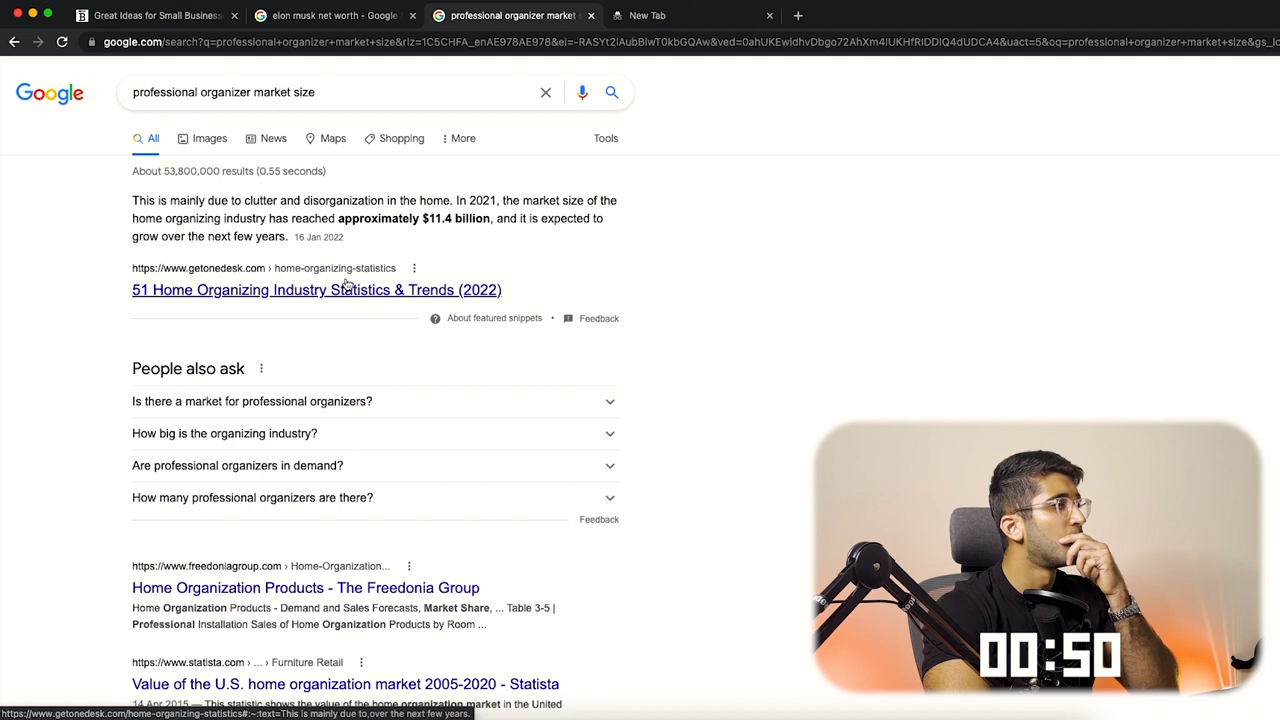 Great Ideas for Small Business
elon musk net worth - Google
professional organizer market s
New Tab
google.com/search?q=professional+organizer+market+size&rlz=1C5CHFA_enAE978AE978&ei=-RASYt2lAubBlwT0kbGQAw&ved=0ahUKEwidhvDbgo72AhXm4IUKHfRIDDIQ4dUDCA4&uact=5&oq=professional+organizer+market+size&gs_lc
Google
professional organizer market size
All
Images
News
Maps
Shopping
More
Tools
About 53,800,000 results (0.55 seconds)
This is mainly due to clutter and disorganization in the home. In 2021, the market size of the
home organizing industry has reached approximately $11.4 billion, and it is expected to
grow over the next few years. 16 Jan 2022
https://www.getonedesk.com › home-organizing-statistics
51 Home Organizing Industry Statistics & Trends (2022)
About featured snippets • Feedback
People also ask
Is there a market for professional organizers?
How big is the organizing industry?
Are professional organizers in demand?
How many professional organizers are there?
Feedback
https://www.freedoniagroup.com › Home-Organization...
Home Organization Products - The Freedonia Group
Home Organization Products - Demand and Sales Forecasts, Market Share, ... Table 3-5 |
Professional Installation Sales of Home Organization Products by Room ...
https://www.statista.com › ... › Furniture Retail
Value of the U.S. home organization market 2005-2020 - Statista
14 Apr 2015 — This statistic shows the value of the home organization market in the United
https://www.getonedesk.com/home-organizing-statistics#:~:text=This is mainly due to,over the next few years.
00:50